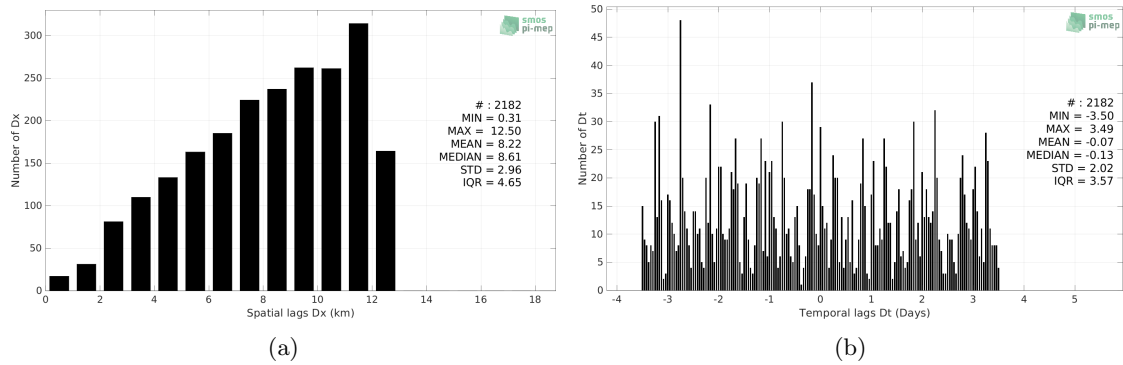 smos
pi-mep
300
250
200
150
100
50
0
Number of Dx
# : 2182
MIN = 0.31
MAX = 12.50
MEAN = 8.22
MEDIAN = 8.61
STD = 2.96
IQR = 4.65
0 2 4 6 8 10 12 14 16 18
Spatial lags Dx (km)
(a)
smos
pi-mep
50
45
40
35
30
25
20
15
10
5
0
Number of Dt
# : 2182
MIN = -3.50
MAX = 3.49
MEAN = -0.07
MEDIAN = -0.13
STD = 2.02
IQR = 3.57
-4 -3 -2 -1 0 1 2 3 4 5
Temporal lags Dt (Days)
(b)